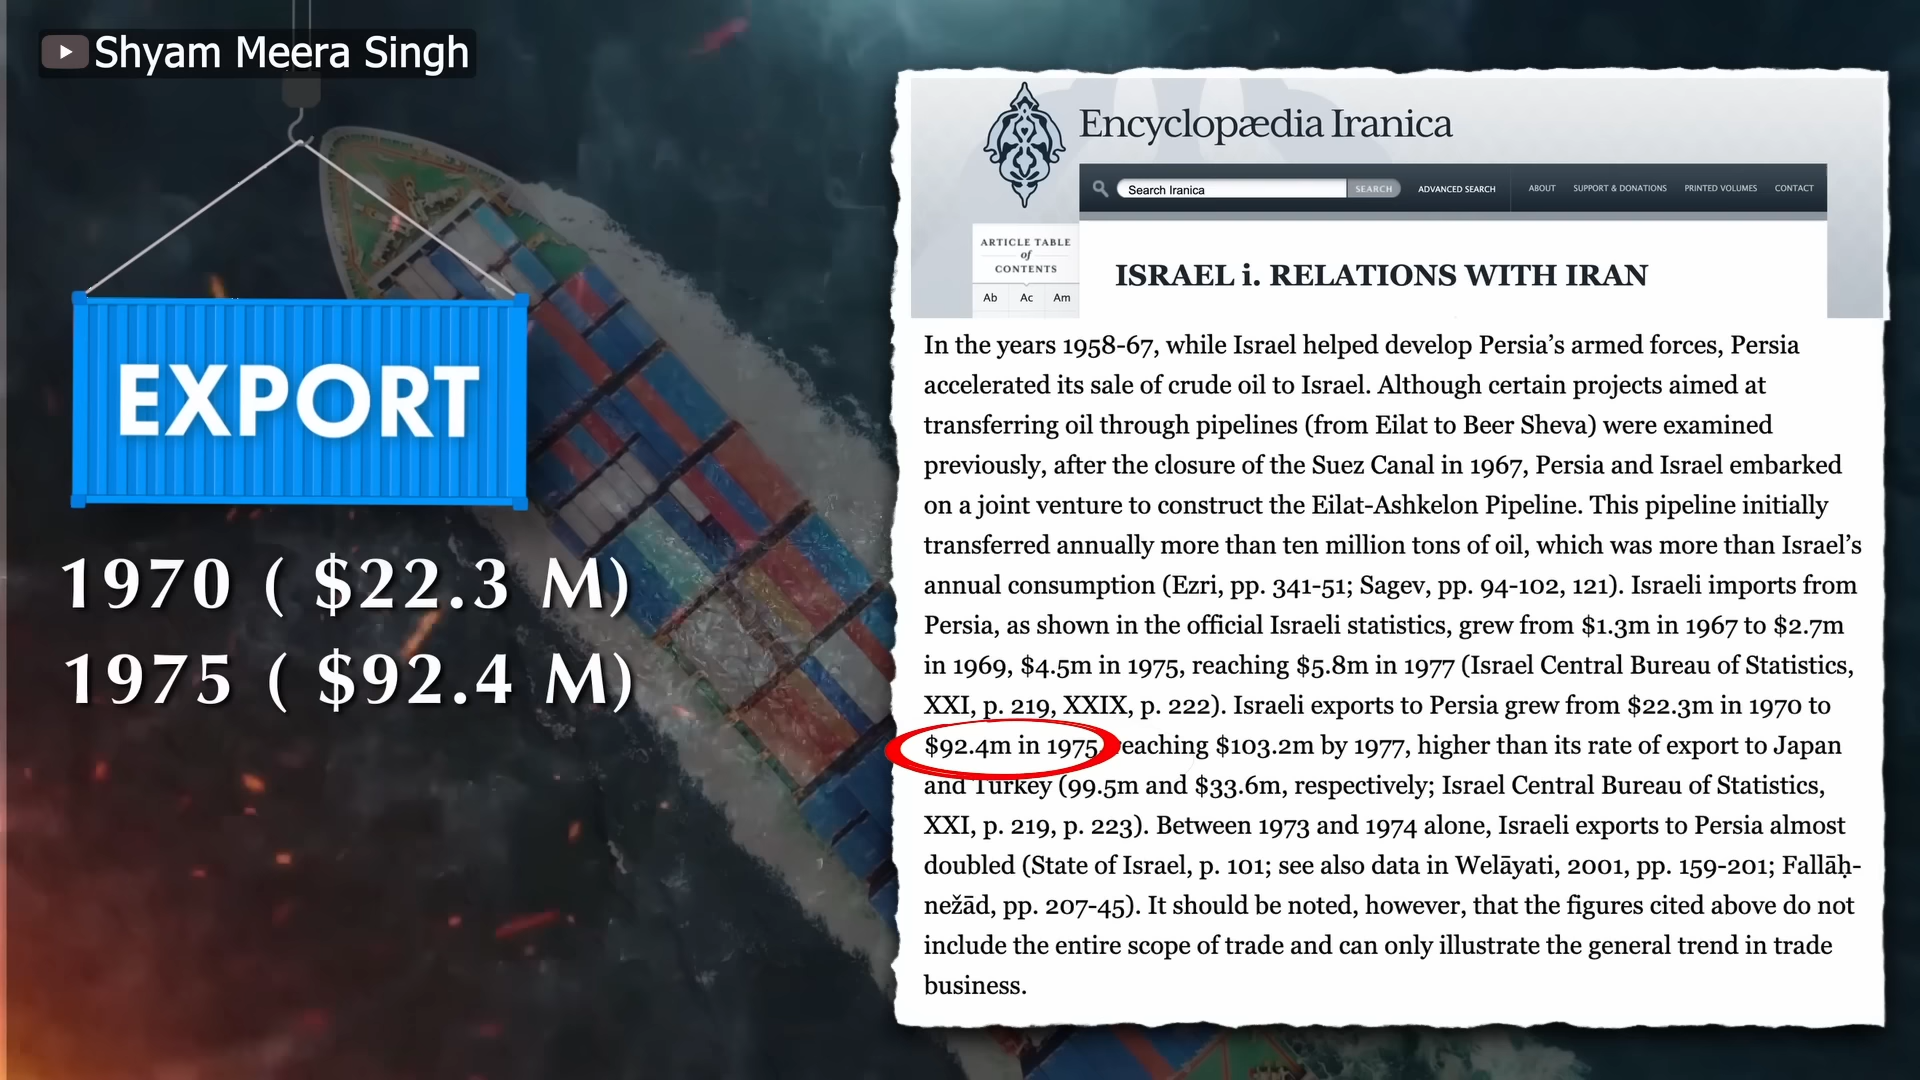 Shyam Meera Singh
EXPORT
1970 ( $22.3 M)
1975 ( $92.4 M)
Encyclopædia Iranica
Search Iranica
SEARCH
ADVANCED SEARCH
ABOUT
SUPPORT & DONATIONS
PRINTED VOLUMES
CONTACT
ARTICLE TABLE
of
CONTENTS
Ab Ac Am
ISRAEL i. RELATIONS WITH IRAN
In the years 1958-67, while Israel helped develop Persia’s armed forces, Persia
accelerated its sale of crude oil to Israel. Although certain projects aimed at
transferring oil through pipelines (from Eilat to Beer Sheva) were examined
previously, after the closure of the Suez Canal in 1967, Persia and Israel embarked
on a joint venture to construct the Eilat-Ashkelon Pipeline. This pipeline initially
transferred annually more than ten million tons of oil, which was more than Israel’s
annual consumption (Ezri, pp. 341-51; Sagev, pp. 94-102, 121). Israeli imports from
Persia, as shown in the official Israeli statistics, grew from $1.3m in 1967 to $2.7m
in 1969, $4.5m in 1975, reaching $5.8m in 1977 (Israel Central Bureau of Statistics,
XXI, p. 219, XXIX, p. 222). Israeli exports to Persia grew from $22.3m in 1970 to
$92.4m in 1975, reaching $103.2m by 1977, higher than its rate of export to Japan
and Turkey (99.5m and $33.6m, respectively; Israel Central Bureau of Statistics,
XXI, p. 219, p. 223). Between 1973 and 1974 alone, Israeli exports to Persia almost
doubled (State of Israel, p. 101; see also data in Welāyati, 2001, pp. 159-201; Fallāḥ-
nežād, pp. 207-45). It should be noted, however, that the figures cited above do not
include the entire scope of trade and can only illustrate the general trend in trade
business.